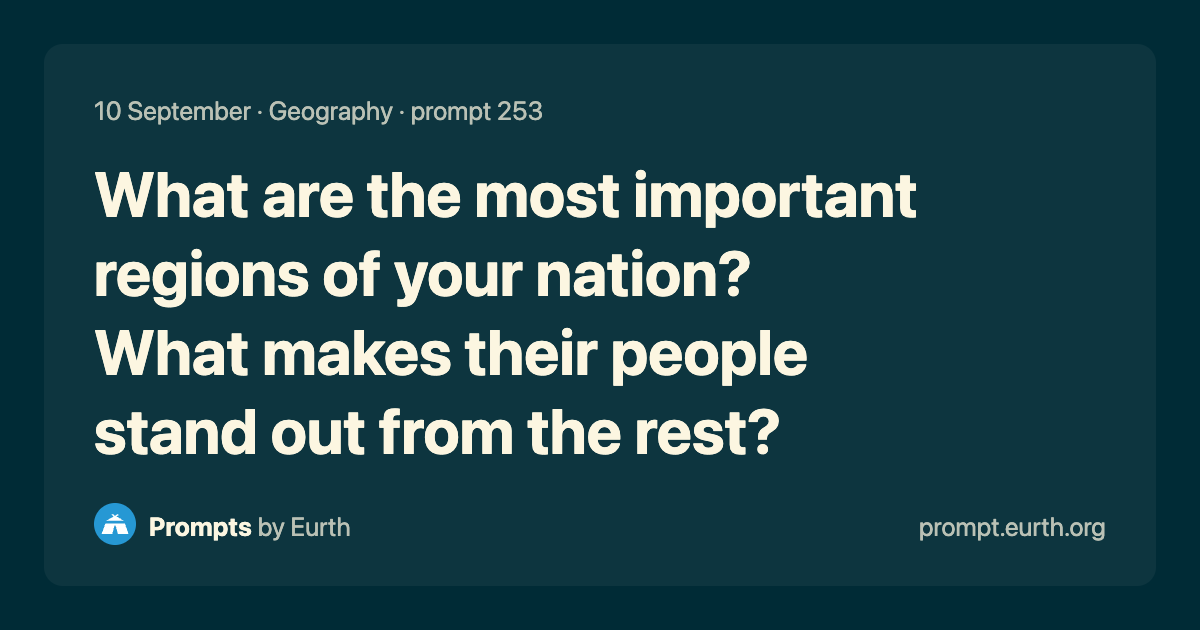 10 September · Geography · prompt 253
What are the most important
regions of your nation?
What makes their people
stand out from the rest?
Prompts by Eurth
prompt.eurth.org